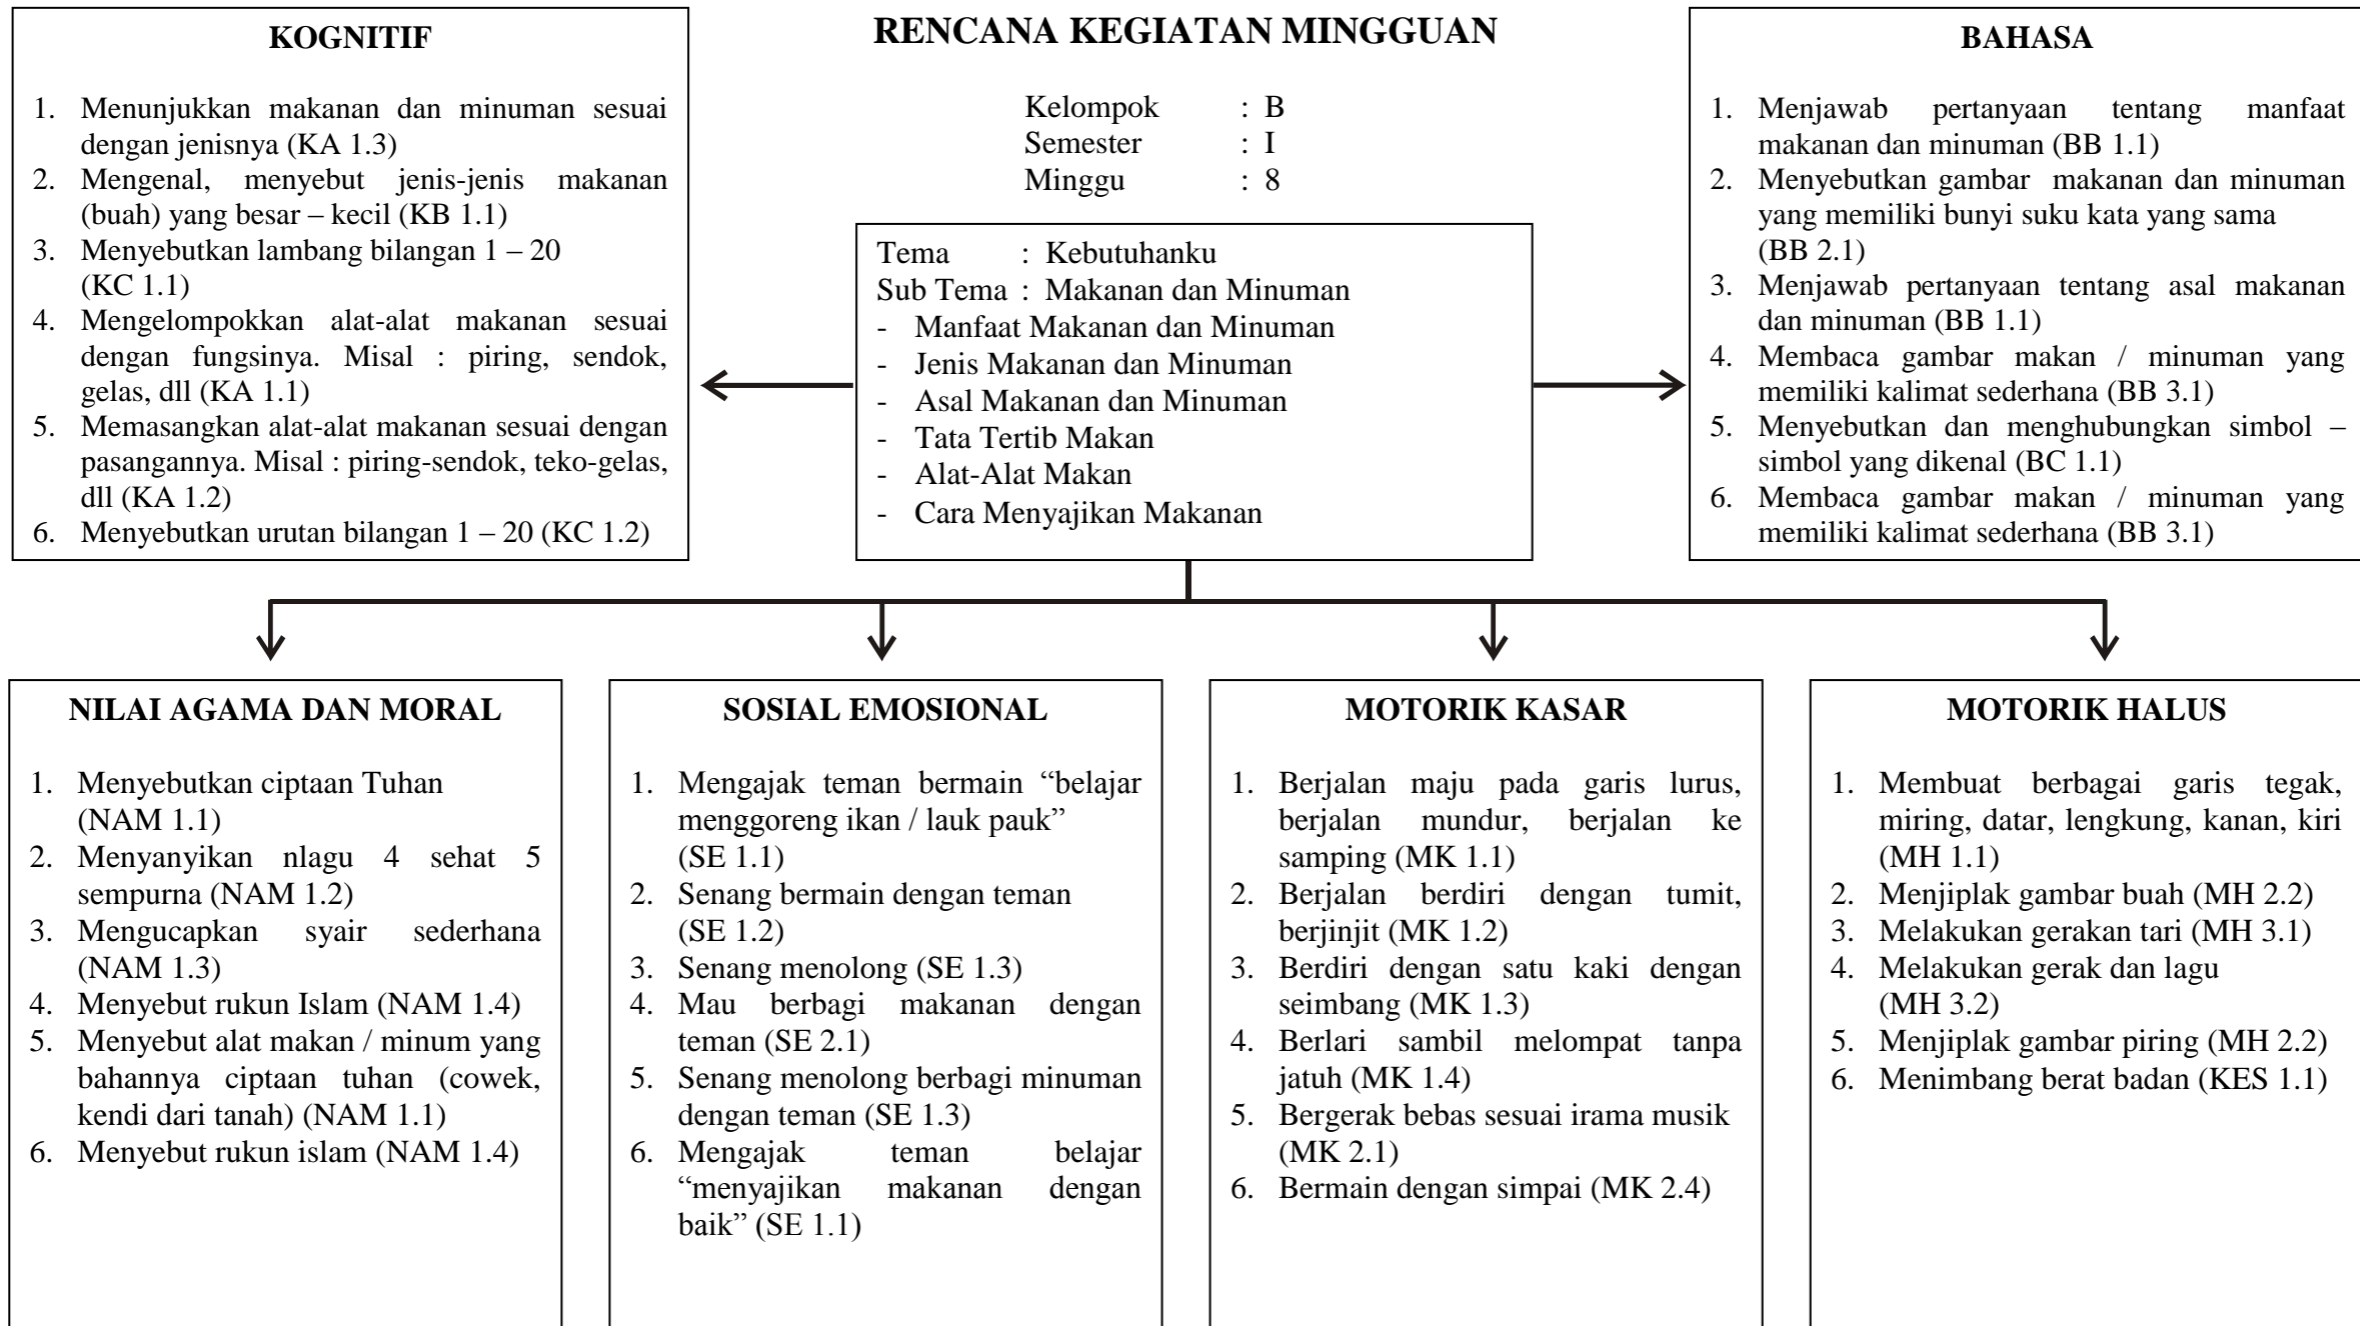 KOGNITIF
1. Menunjukkan makanan dan minuman sesuai
dengan jenisnya (KA 1.3)
2. Mengenal, menyebut jenis-jenis makanan
(buah) yang besar – kecil (KB 1.1)
3. Menyebutkan lambang bilangan 1 – 20
(KC 1.1)
4. Mengelompokkan alat-alat makanan sesuai
dengan fungsinya. Misal : piring, sendok,
gelas, dll (KA 1.1)
5. Memasangkan alat-alat makanan sesuai dengan
pasangannya. Misal : piring-sendok, teko-gelas,
dll (KA 1.2)
6. Menyebutkan urutan bilangan 1 – 20 (KC 1.2)
RENCANA KEGIATAN MINGGUAN
Kelompok : B
Semester : I
Minggu : 8
Tema : Kebutuhanku
Sub Tema : Makanan dan Minuman
- Manfaat Makanan dan Minuman
- Jenis Makanan dan Minuman
- Asal Makanan dan Minuman
- Tata Tertib Makan
- Alat-Alat Makan
- Cara Menyajikan Makanan
BAHASA
1. Menjawab pertanyaan tentang manfaat
makanan dan minuman (BB 1.1)
2. Menyebutkan gambar makanan dan minuman
yang memiliki bunyi suku kata yang sama
(BB 2.1)
3. Menjawab pertanyaan tentang asal makanan
dan minuman (BB 1.1)
4. Membaca gambar makan / minuman yang
memiliki kalimat sederhana (BB 3.1)
5. Menyebutkan dan menghubungkan simbol –
simbol yang dikenal (BC 1.1)
6. Membaca gambar makan / minuman yang
memiliki kalimat sederhana (BB 3.1)
NILAI AGAMA DAN MORAL
1. Menyebutkan ciptaan Tuhan
(NAM 1.1)
2. Menyanyikan nlagu 4 sehat 5
sempurna (NAM 1.2)
3. Mengucapkan syair sederhana
(NAM 1.3)
4. Menyebut rukun Islam (NAM 1.4)
5. Menyebut alat makan / minum yang
bahannya ciptaan tuhan (cowek,
kendi dari tanah) (NAM 1.1)
6. Menyebut rukun islam (NAM 1.4)
SOSIAL EMOSIONAL
1. Mengajak teman bermain “belajar
menggoreng ikan / lauk pauk”
(SE 1.1)
2. Senang bermain dengan teman
(SE 1.2)
3. Senang menolong (SE 1.3)
4. Mau berbagi makanan dengan
teman (SE 2.1)
5. Senang menolong berbagi minuman
dengan teman (SE 1.3)
6. Mengajak teman belajar
“menyajikan makanan dengan
baik” (SE 1.1)
MOTORIK KASAR
1. Berjalan maju pada garis lurus,
berjalan mundur, berjalan ke
samping (MK 1.1)
2. Berjalan berdiri dengan tumit,
berjinjit (MK 1.2)
3. Berdiri dengan satu kaki dengan
seimbang (MK 1.3)
4. Berlari sambil melompat tanpa
jatuh (MK 1.4)
5. Bergerak bebas sesuai irama musik
(MK 2.1)
6. Bermain dengan simpai (MK 2.4)
MOTORIK HALUS
1. Membuat berbagai garis tegak,
miring, datar, lengkung, kanan, kiri
(MH 1.1)
2. Menjiplak gambar buah (MH 2.2)
3. Melakukan gerakan tari (MH 3.1)
4. Melakukan gerak dan lagu
(MH 3.2)
5. Menjiplak gambar piring (MH 2.2)
6. Menimbang berat badan (KES 1.1)